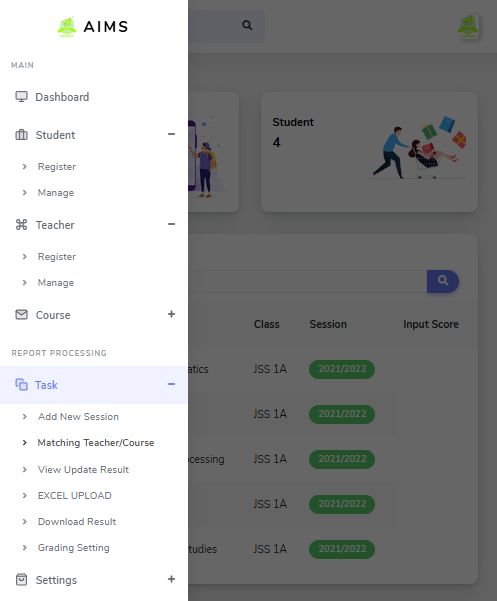 AIMS
MAIN
Dashboard
Student
Register
Manage
Teacher
Register
Manage
Course
REPORT PROCESSING
Task
Add New Session
Matching Teacher/Course
View Update Result
EXCEL UPLOAD
Download Result
Grading Setting
Settings
Student
4
Class Session Input Score
atics JSS 1A 2021/2022
JSS 1A 2021/2022
ocessing JSS 1A 2021/2022
JSS 1A 2021/2022
tudies JSS 1A 2021/2022